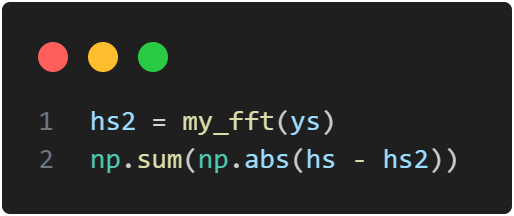 1 hs2 = my_fft(ys)
2 np.sum(np.abs(hs - hs2))